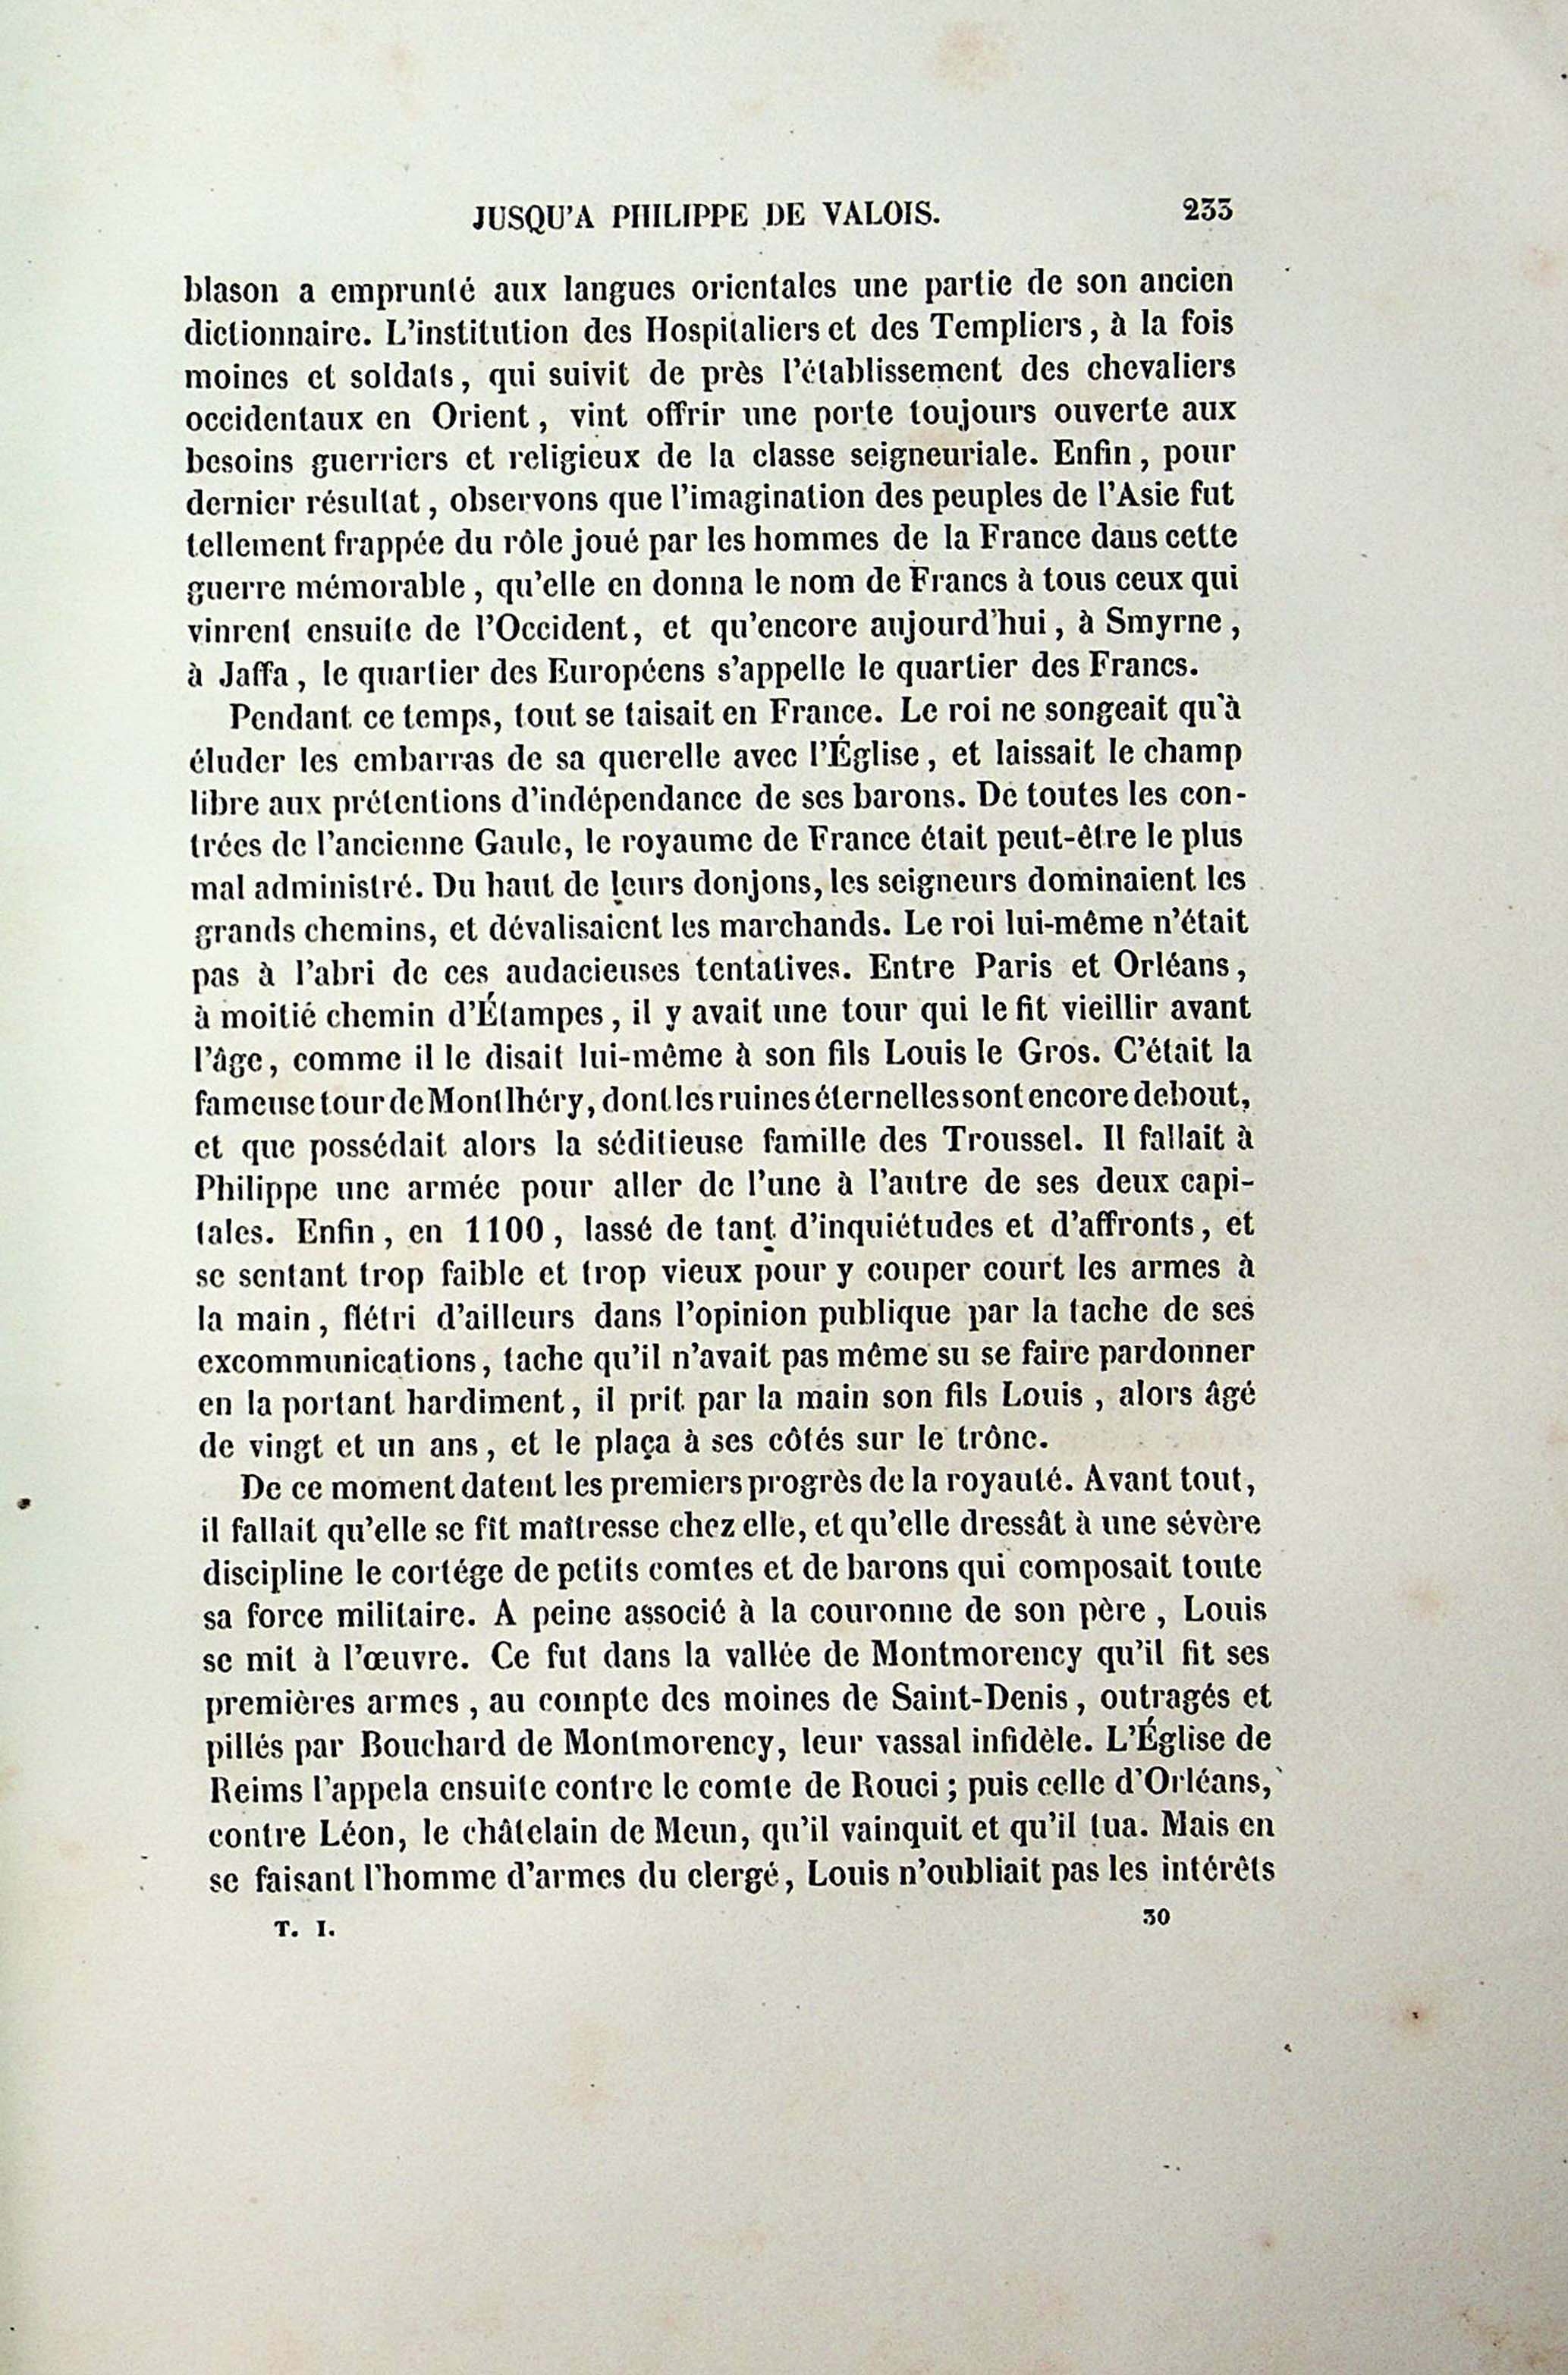 JUSQU'A PHILIPPE DE VALOIS. 233
blason a emprunté aux langues orientales une partie de son ancien
dictionnaire. L'institution des Hospitaliers et des Templiers, à la fois
moines et soldats, qui suivit de près l'établissement des chevaliers
occidentaux en Orient, vint offrir une porte toujours ouverte aux
besoins guerriers et religieux de la classe seigneuriale. Enfin, pour
dernier résultat, observons que l'imagination des peuples de l'Asie fut
tellement frappée du rôle joué par les hommes de la France dans cette
guerre mémorable, qu'elle en donna le nom de Francs à tous ceux qui
vinrent ensuite de l'Occident, et qu'encore aujourd'hui, à Smyrne,
à Jaffa, le quartier des Européens s'appelle le quartier des Francs.
Pendant ce temps, tout se taisait en France. Le roi ne songeait qu'à
éluder les embarras de sa querelle avec l'Église, et laissait le champ
libre aux prétentions d'indépendance de ses barons. De toutes les con-
trées de l'ancienne Gaule, le royaume de France était peut-être le plus
mal administré. Du haut de leurs donjons, les seigneurs dominaient les
grands chemins, et dévalisaient les marchands. Le roi lui-même n'était
pas à l'abri de ces audacieuses tentatives. Entre Paris et Orléans,
à moitié chemin d'Étampes, il y avait une tour qui le fit vieillir avant
l'âge, comme il le disait lui-même à son fils Louis le Gros. C'était la
fameuse tour de Montlhéry, dont les ruines éternelles sont encore debout,
et que possédait alors la séditieuse famille des Troussel. Il fallait à
Philippe une armée pour aller de l'une à l'autre de ses deux capi-
tales. Enfin, en 1100, lassé de tant d'inquiétudes et d'affronts, et
se sentant trop faible et trop vieux pour y couper court les armes à
la main, flétri d'ailleurs dans l'opinion publique par la tache de ses
excommunications, tache qu'il n'avait pas même su se faire pardonner
en la portant hardiment, il prit par la main son fils Louis, alors âgé
de vingt et un ans, et le plaça à ses côtés sur le trône.
De ce moment datent les premiers progrès de la royauté. Avant tout,
il fallait qu'elle se fît maîtresse chez elle, et qu'elle dressât à une sévère
discipline le cortége de petits comtes et de barons qui composait toute
sa force militaire. A peine associé à la couronne de son père, Louis
se mit à l'œuvre. Ce fut dans la vallée de Montmorency qu'il fit ses
premières armes, au compte des moines de Saint-Denis, outragés et
pillés par Bouchard de Montmorency, leur vassal infidèle. L'Église de
Reims l'appela ensuite contre le comte de Rouci ; puis celle d'Orléans,
contre Léon, le châtelain de Meun, qu'il vainquit et qu'il tua. Mais en
se faisant l'homme d'armes du clergé, Louis n'oubliait pas les intérêts
T. I. 30